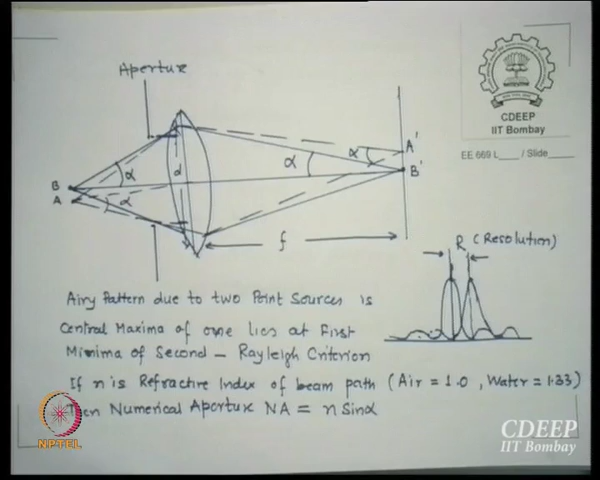 Aperture
CDEEP
IIT Bombay
EE 669 L____ / Slide____
B
A
α
α
d
α
α
A'
B'
f
R (Resolution)
Airy Pattern due to two Point Sources is
Central Maxima of one lies at First
Minima of Second — Rayleigh Criterion
If n is Refractive Index of beam path (Air = 1.0, Water = 1.33)
Then Numerical Aperture NA = n Sinα
NPTEL
CDEEP
IIT Bombay